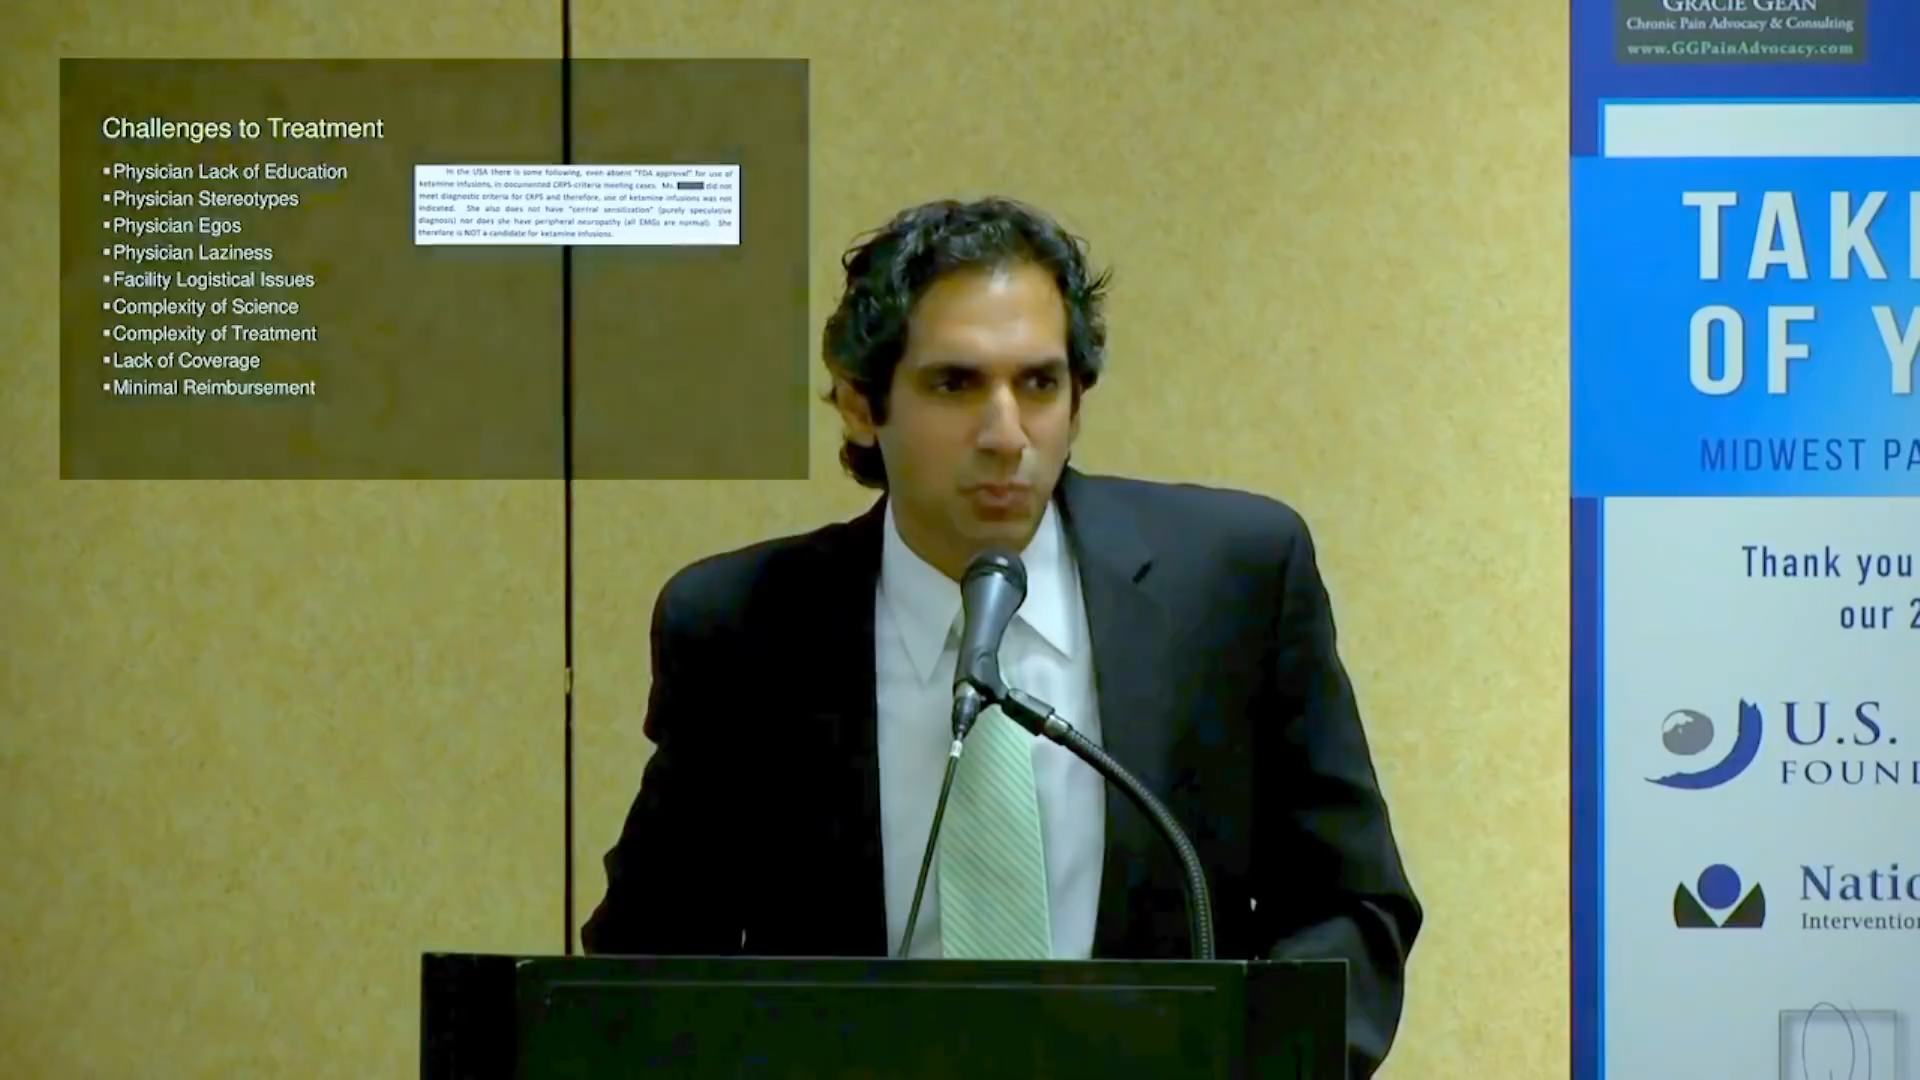 Challenges to Treatment
▪Physician Lack of Education
▪Physician Stereotypes
▪Physician Egos
▪Physician Laziness
▪Facility Logistical Issues
▪Complexity of Science
▪Complexity of Treatment
▪Lack of Coverage
▪Minimal Reimbursement
In the USA there is some following, even absent "FDA approval" for use of
ketamine infusions, in documented CRPS-criteria meeting cases. Ms. did not
meet diagnostic criteria for CRPS and therefore, use of ketamine infusions was not
indicated. She also does not have "central sensitization" (purely speculative
diagnosis) nor does she have peripheral neuropathy (all EMGs are normal). She
therefore is NOT a candidate for ketamine infusions.
GRACIE GEAN
Chronic Pain Advocacy & Consulting
www.GGPainAdvocacy.com
TAK
OF Y
MIDWEST PA
Thank you
our 2
U.S.
FOUND
Natio
Intervention